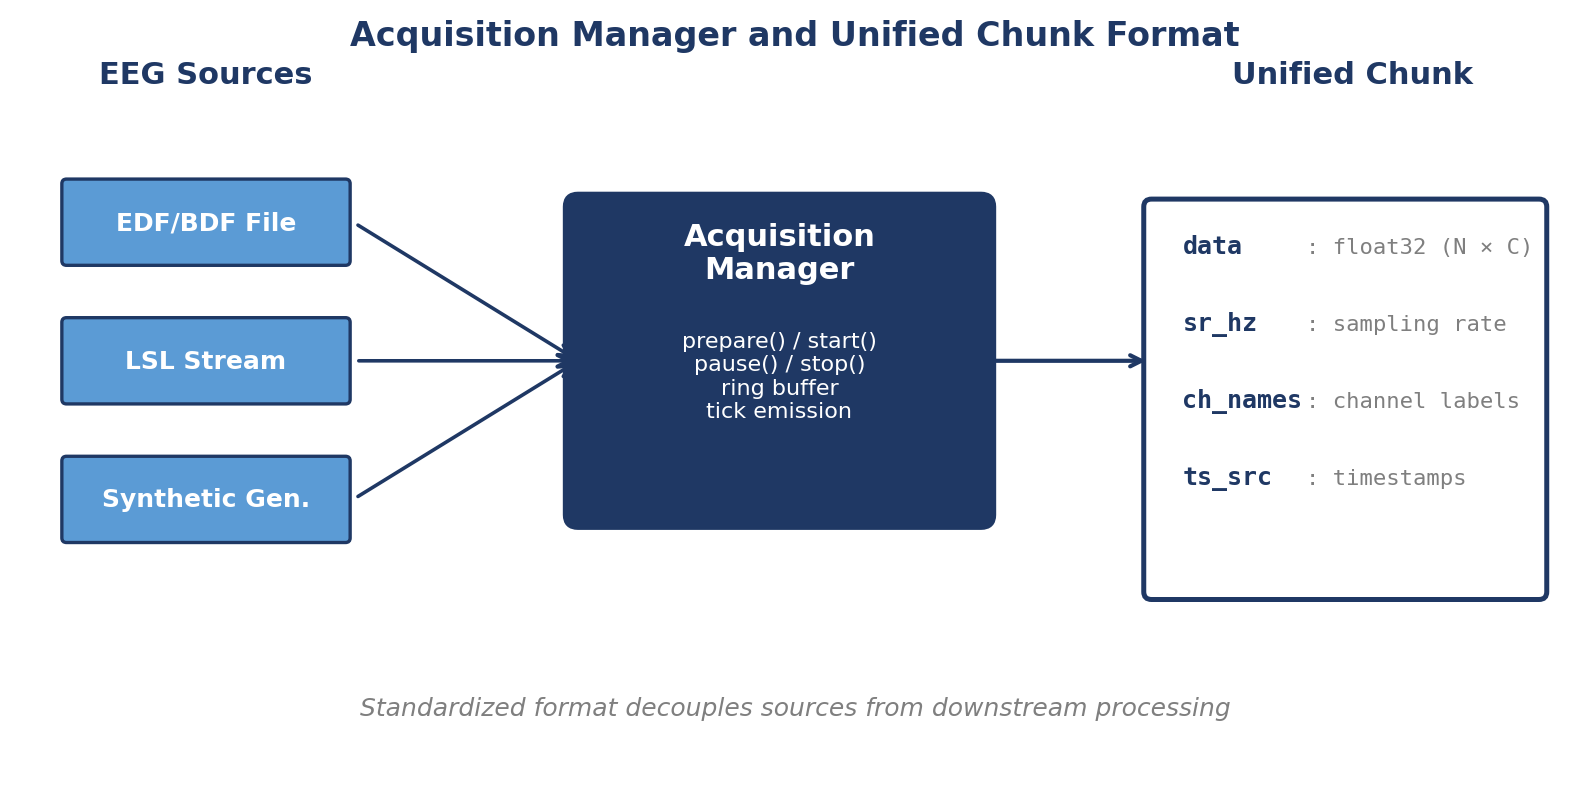 Acquisition Manager and Unified Chunk Format
EEG Sources
Unified Chunk
EDF/BDF File
LSL Stream
Synthetic Gen.
Acquisition
Manager
prepare() / start()
pause() / stop()
ring buffer
tick emission
data : float32 (N × C)
sr_hz : sampling rate
ch_names : channel labels
ts_src : timestamps
Standardized format decouples sources from downstream processing